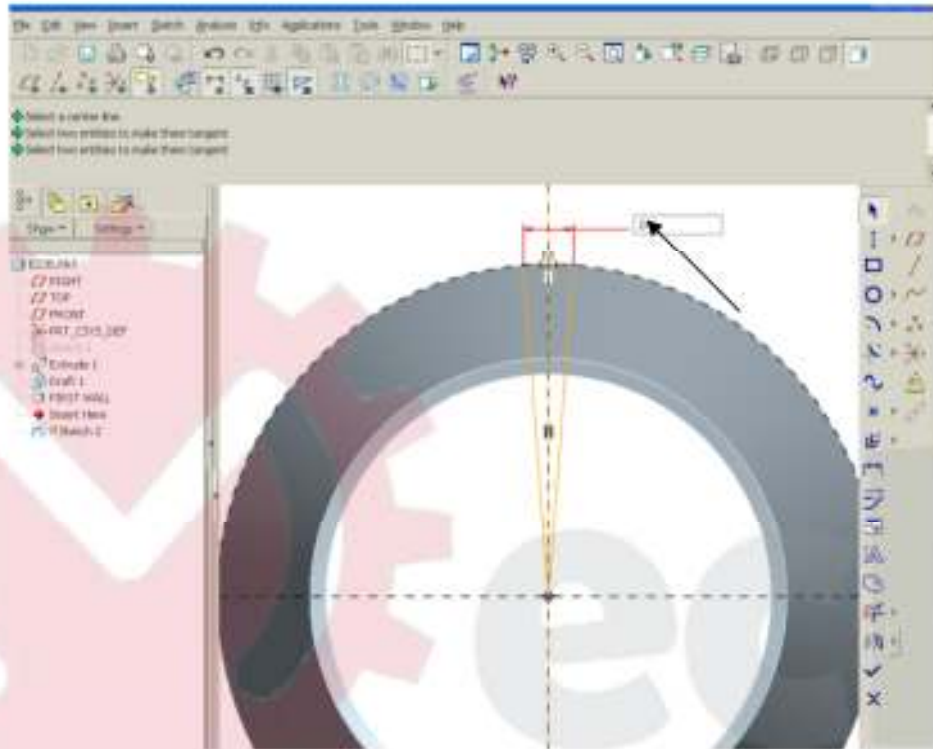 File Edit View Insert Sketch Analysis Info Applications Tools Window Help
Select a center line
Select two entities to make them tangent
Select two entities to make them tangent
Show Settings
RIGHT
TOP
FRONT
PRT_CSYS_DEF
Extrude 1
Draft 1
FIRST WALL
Insert Here
Sketch 2